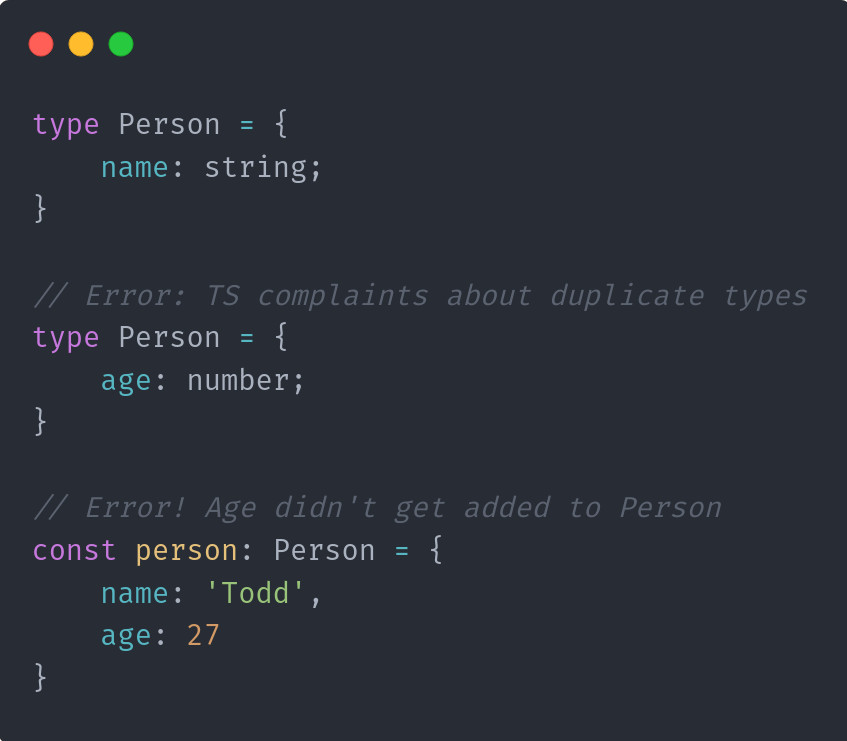 type Person = {
    name: string;
}
// Error: TS complaints about duplicate types
type Person = {
    age: number;
}
// Error! Age didn't get added to Person
const person: Person = {
    name: 'Todd',
    age: 27
}